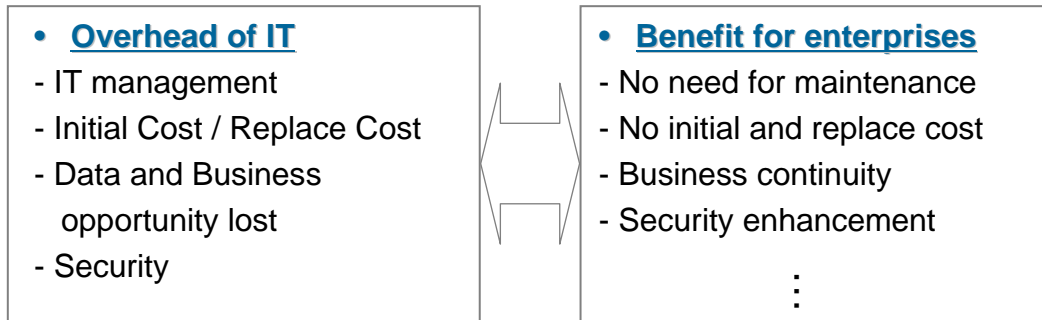 • Overhead of IT
- IT management
- Initial Cost / Replace Cost
- Data and Business
opportunity lost
- Security
• Benefit for enterprises
- No need for maintenance
- No initial and replace cost
- Business continuity
- Security enhancement
⋮